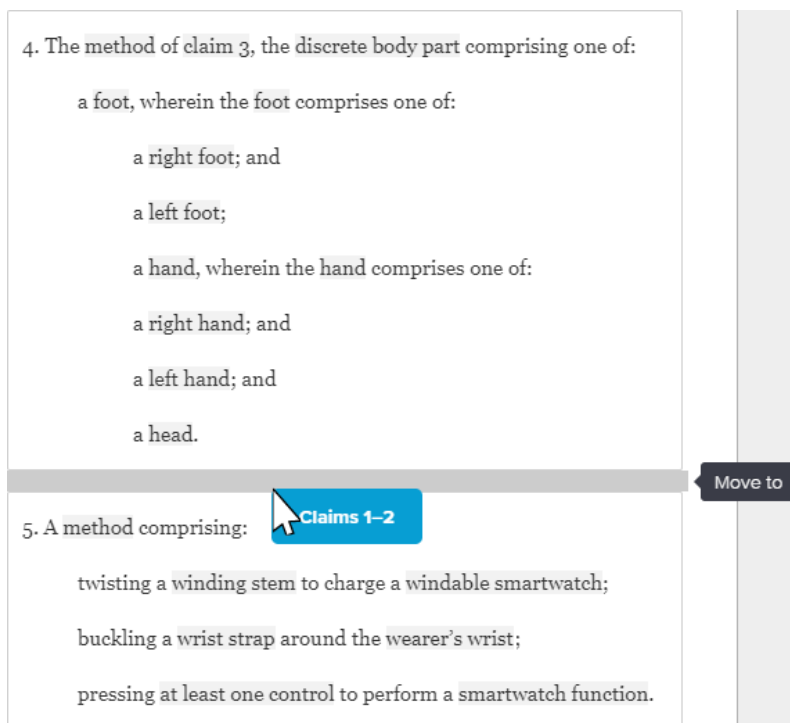 4. The method of claim 3, the discrete body part comprising one of:
a foot, wherein the foot comprises one of:
a right foot; and
a left foot;
a hand, wherein the hand comprises one of:
a right hand; and
a left hand; and
a head.
Move to
Claims 1–2
5. A method comprising:
twisting a winding stem to charge a windable smartwatch;
buckling a wrist strap around the wearer’s wrist;
pressing at least one control to perform a smartwatch function.